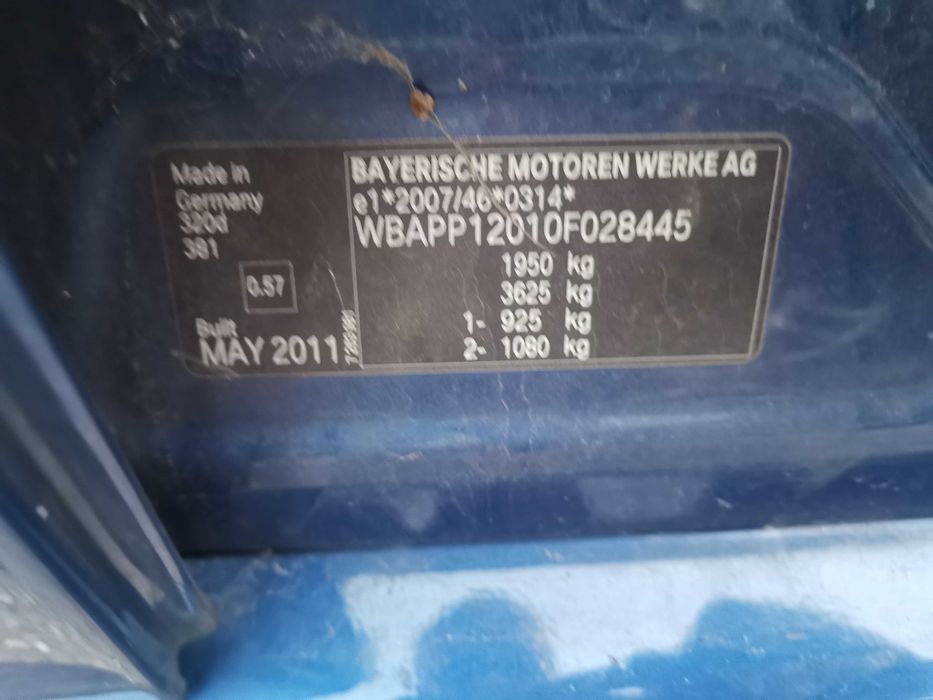 Made in
Germany
320d
381
0.57
Built
MAY 2011
BAYERISCHE MOTOREN WERKE AG
e1*2007/46*0314*
WBAPP12010F028445
1950 kg
3625 kg
1- 925 kg
2- 1080 kg